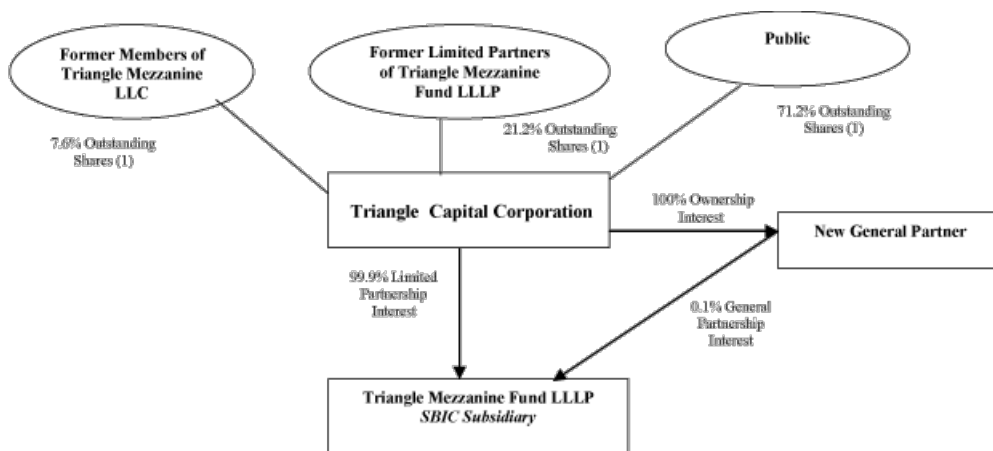 Former Members of
Triangle Mezzanine
LLC
Former Limited Partners
of Triangle Mezzanine
Fund LLLP
Public
7.6% Outstanding
Shares (1)
21.2% Outstanding
Shares (1)
71.2% Outstanding
Shares (1)
Triangle Capital Corporation
100% Ownership
Interest
New General Partner
99.9% Limited
Partnership
Interest
0.1% General
Partnership
Interest
Triangle Mezzanine Fund LLLP
SBIC Subsidiary